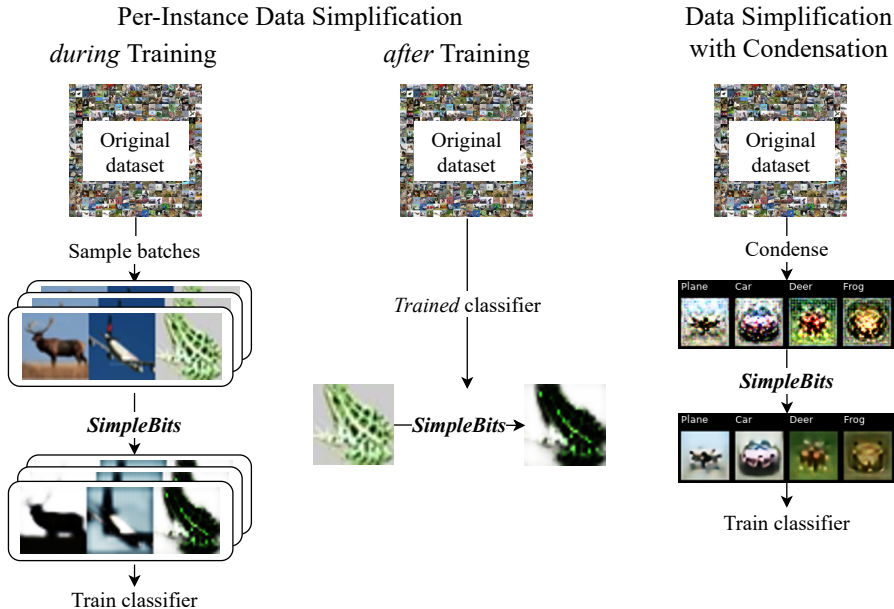 Per-Instance Data Simplification
during Training
after Training
Data Simplification
with Condensation
Original
dataset
Sample batches
SimpleBits
Train classifier
Original
dataset
Trained classifier
SimpleBits
Original
dataset
Condense
Plane Car Deer Frog
SimpleBits
Plane Car Deer Frog
Train classifier